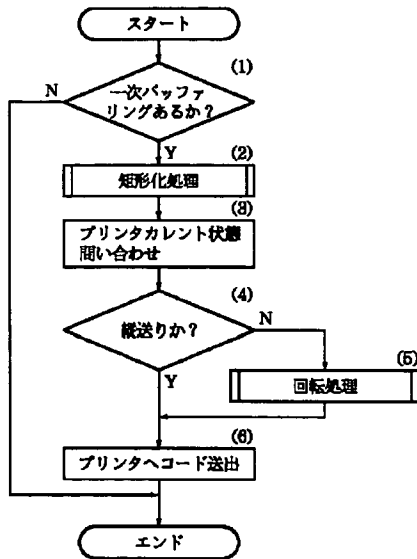 スタート
(1)
一次バッファ
リングあるか？
N
Y
(2)
矩形化処理
(3)
プリンタカレント状態
問い合わせ
(4)
縦送りか？
N
Y
(5)
回転処理
(6)
プリンタへコード送出
エンド